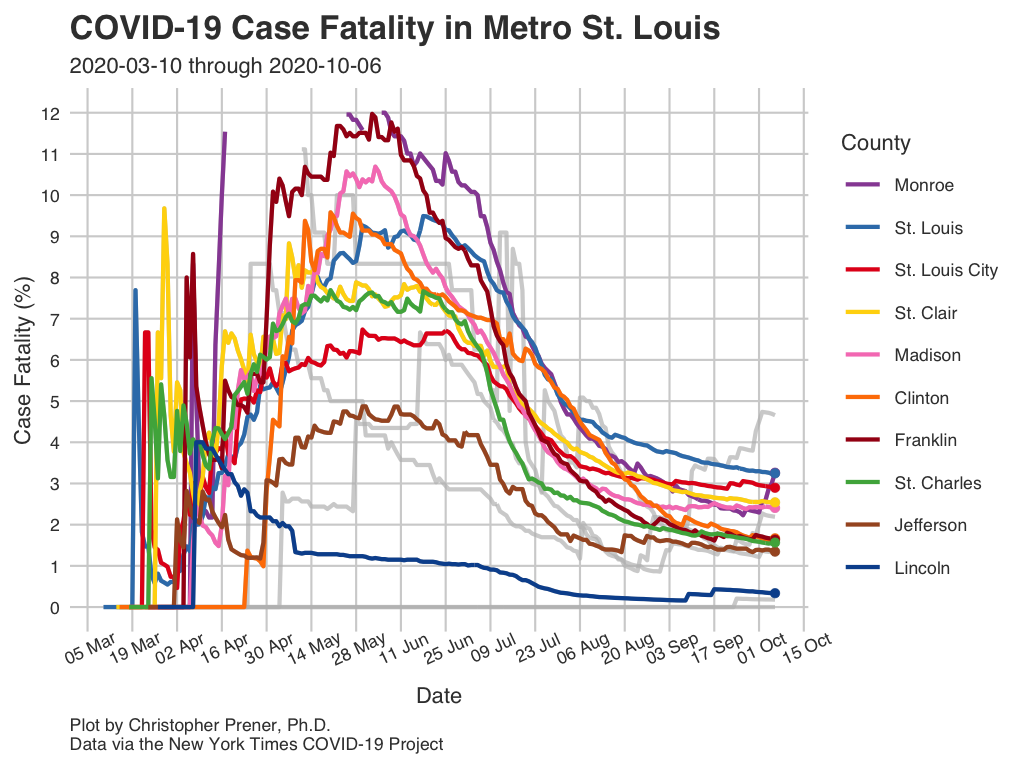 COVID-19 Case Fatality in Metro St. Louis
2020-03-10 through 2020-10-06
Case Fatality (%)
12
11
10
9
8
7
6
5
4
3
2
1
0
05 Mar
19 Mar
02 Apr
16 Apr
30 Apr
14 May
28 May
11 Jun
25 Jun
09 Jul
23 Jul
06 Aug
20 Aug
03 Sep
17 Sep
01 Oct
15 Oct
Date
County
Monroe
St. Louis
St. Louis City
St. Clair
Madison
Clinton
Franklin
St. Charles
Jefferson
Lincoln
Plot by Christopher Prener, Ph.D.
Data via the New York Times COVID-19 Project